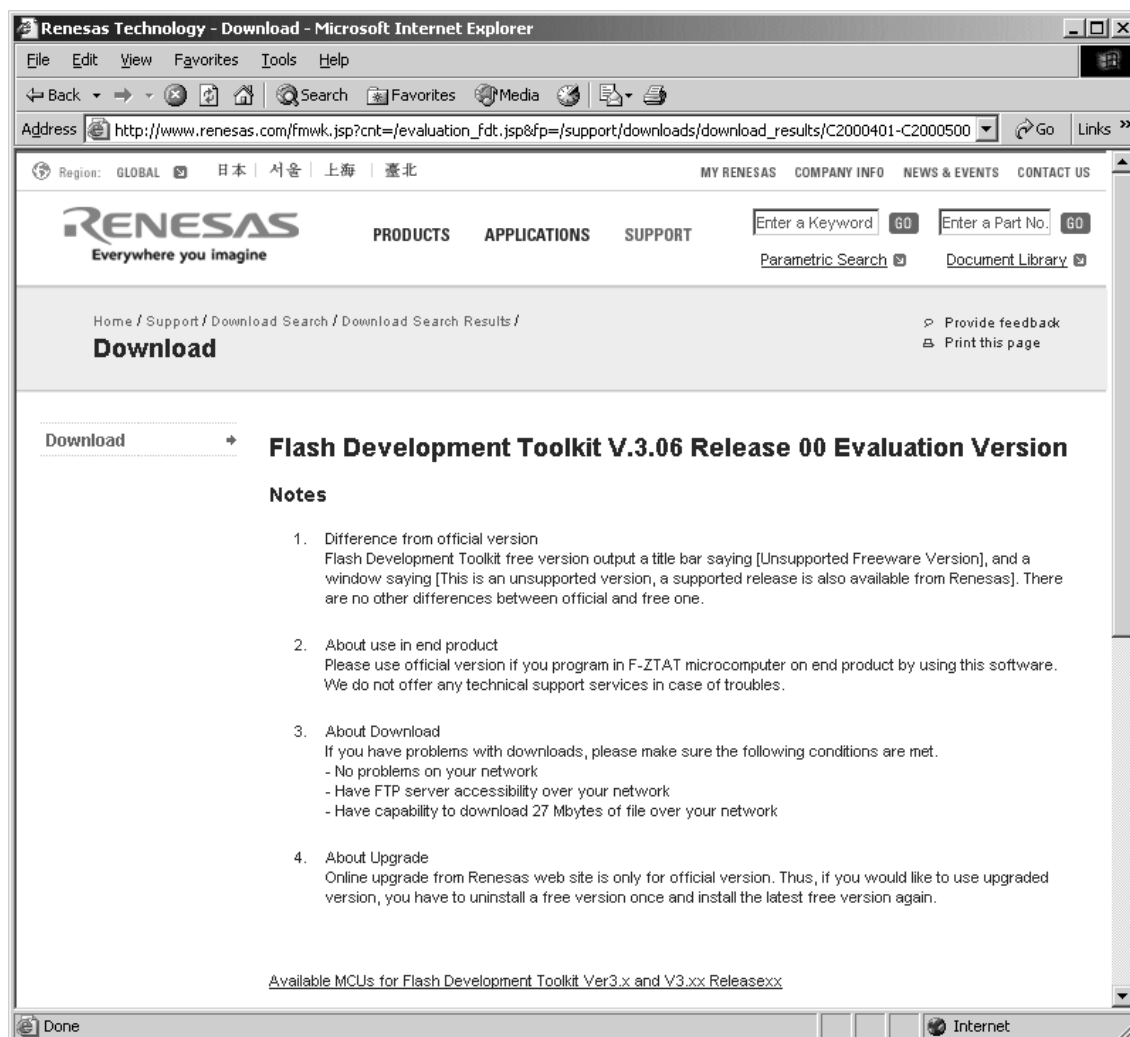 Renesas Technology - Download - Microsoft Internet Explorer
File Edit View Favorites Tools Help
Back Search Favorites Media
Address http://www.renesas.com/fmwk.jsp?cnt=/evaluation_fdt.jsp&fp=/support/downloads/download_results/C2000401-C2000500 Go Links »
Region: GLOBAL 日本 | 서울 | 上海 | 臺北 MY RENESAS COMPANY INFO NEWS & EVENTS CONTACT US
RENESAS
Everywhere you imagine
PRODUCTS APPLICATIONS SUPPORT
Enter a Keyword GO Enter a Part No. GO
Parametric Search Document Library
Home / Support / Download Search / Download Search Results /
Download
Provide feedback
Print this page
Download
Flash Development Toolkit V.3.06 Release 00 Evaluation Version
Notes
1. Difference from official version
Flash Development Toolkit free version output a title bar saying [Unsupported Freeware Version], and a
window saying [This is an unsupported version, a supported release is also available from Renesas]. There
are no other differences between official and free one.
2. About use in end product
Please use official version if you program in F-ZTAT microcomputer on end product by using this software.
We do not offer any technical support services in case of troubles.
3. About Download
If you have problems with downloads, please make sure the following conditions are met.
- No problems on your network
- Have FTP server accessibility over your network
- Have capability to download 27 Mbytes of file over your network
4. About Upgrade
Online upgrade from Renesas web site is only for official version. Thus, if you would like to use upgraded
version, you have to uninstall a free version once and install the latest free version again.
Available MCUs for Flash Development Toolkit Ver3.x and V3.xx Releasexx
Done Internet